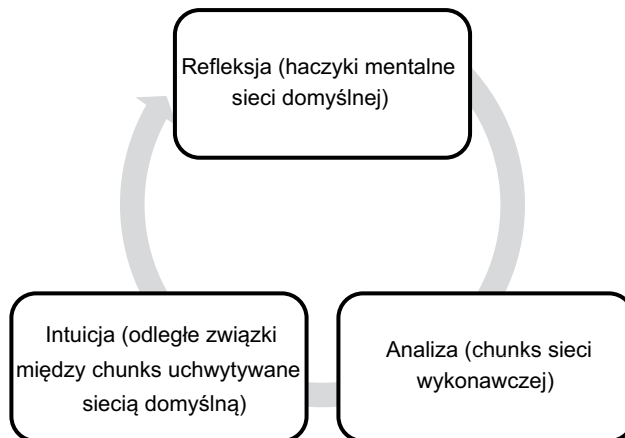 Refleksja (haczyki mentalne
sieci domyślnej)
Intuicja (odległe związki
między chunks uchwytywane
siecią domyślną)
Analiza (chunks sieci
wykonawczej)